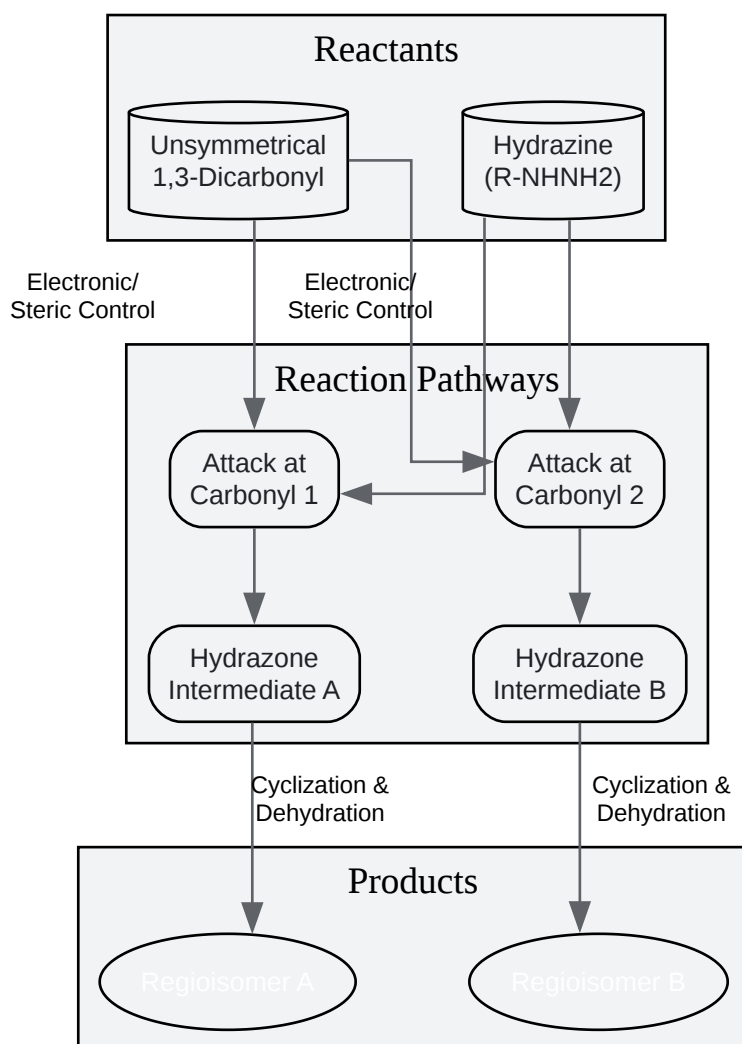 Reactants
Unsymmetrical
1,3-Dicarbonyl
Hydrazine
(R-NHNH2)
Electronic/
Steric Control
Electronic/
Steric Control
Reaction Pathways
Attack at
Carbonyl 1
Attack at
Carbonyl 2
Hydrazone
Intermediate A
Hydrazone
Intermediate B
Cyclization &
Dehydration
Cyclization &
Dehydration
Products
Regioisomer A
Regioisomer B